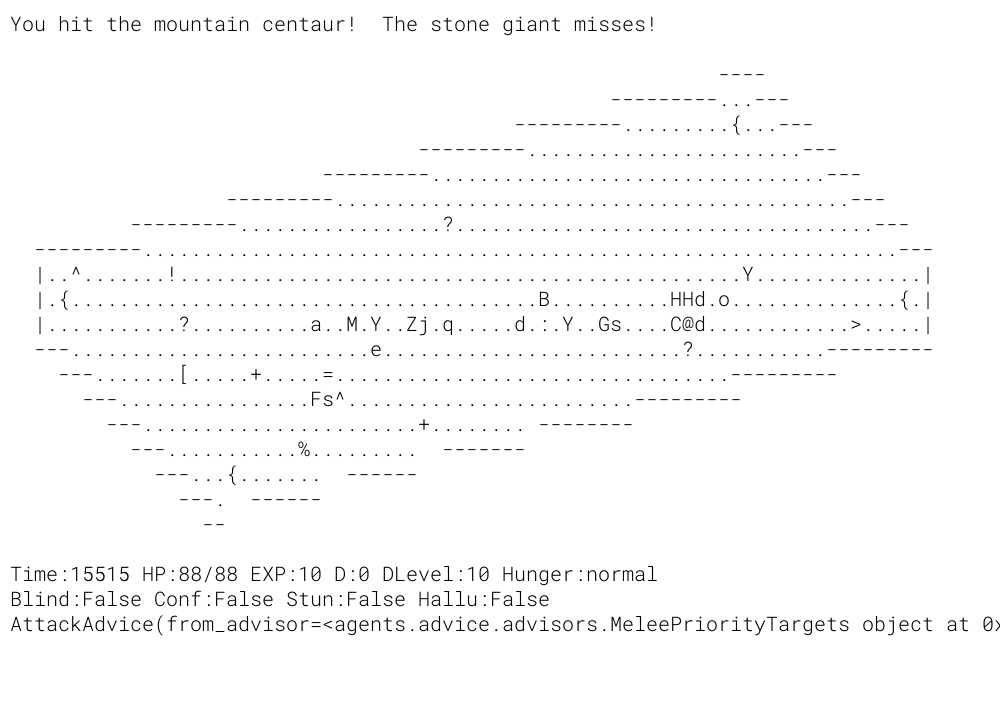 You hit the mountain centaur!  The stone giant misses!
                                                           ----
                                                  ---------...---
                                          ---------.........{...---
                                  ---------.......................---
                          ---------.................................---
                  ---------...........................................---
          ---------.................?...................................---
  ---------...............................................................---
  |..^.......!...............................................Y..............|
  |.{.......................................B..........HHd.o..............{.|
  |...........?..........a..M.Y..Zj.q.....d.:.Y..Gs....C@d............>.....|
  ---.........................e.........................?...........---------
    ---.......[.....+.....=.................................---------
      ---................Fs^........................---------
        ---.......................+........ --------
          ---...........%.........  -------
             ---...{.......  ------
              ---.  ------
                --
Time:15515 HP:88/88 EXP:10 D:0 DLevel:10 Hunger:normal
Blind:False Conf:False Stun:False Hallu:False
AttackAdvice(from_advisor=<agents.advice.advisors.MeleePriorityTargets object at 0x